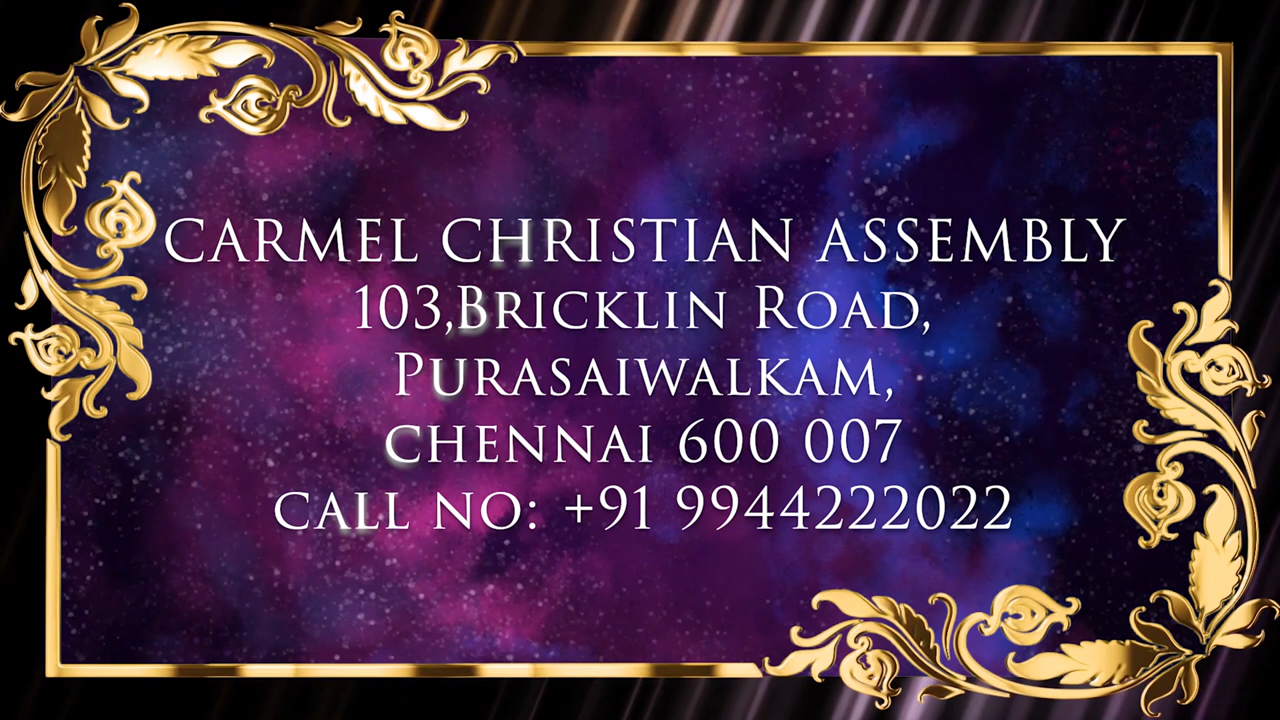 CARMEL CHRISTIAN ASSEMBLY
103,BRICKLIN ROAD,
PURASAIWALKAM,
CHENNAI 600 007
CALL NO: +91 9944222022